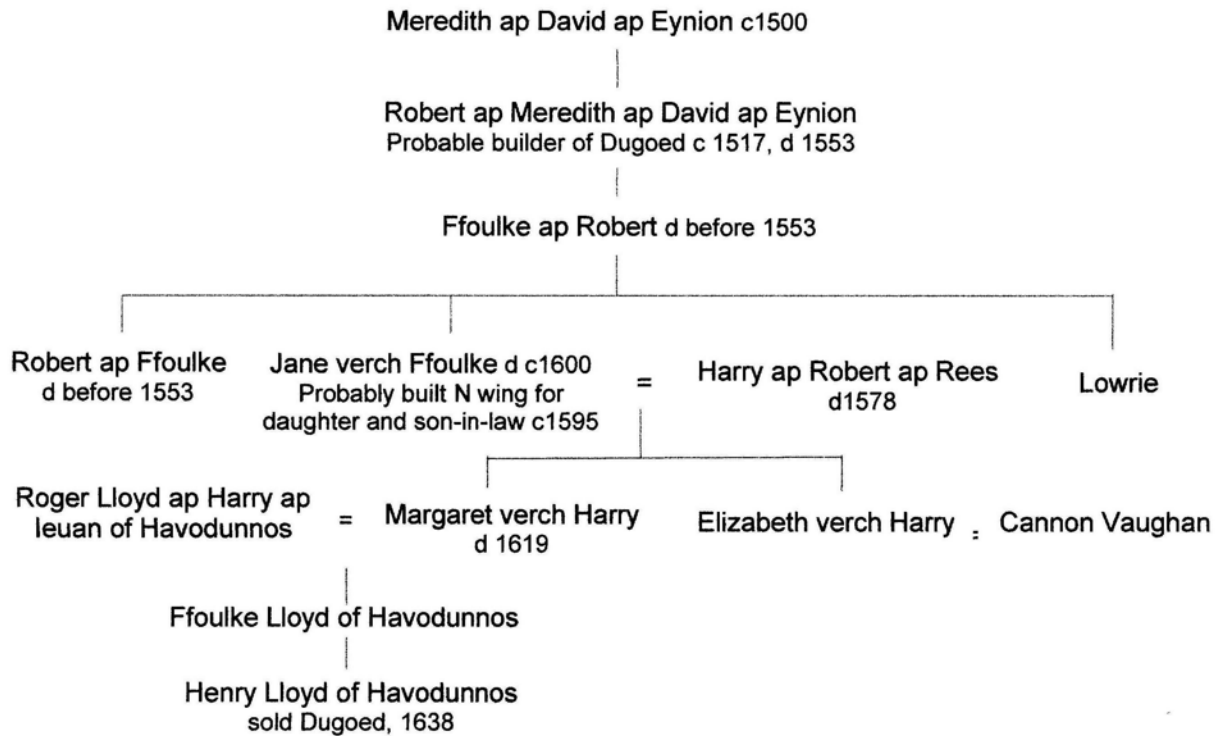 Meredith ap David ap Eynion c1500
Robert ap Meredith ap David ap Eynion
Probable builder of Dugoed c 1517, d 1553
Ffoulke ap Robert d before 1553
Robert ap Ffoulke
d before 1553
Jane verch Ffoulke d c1600
Probably built N wing for
daughter and son-in-law c1595
=
Harry ap Robert ap Rees
d1578
Lowrie
Roger Lloyd ap Harry ap
Ieuan of Havodunnos
=
Margaret verch Harry
d 1619
Elizabeth verch Harry
=
Cannon Vaughan
Ffoulke Lloyd of Havodunnos
Henry Lloyd of Havodunnos
sold Dugoed, 1638